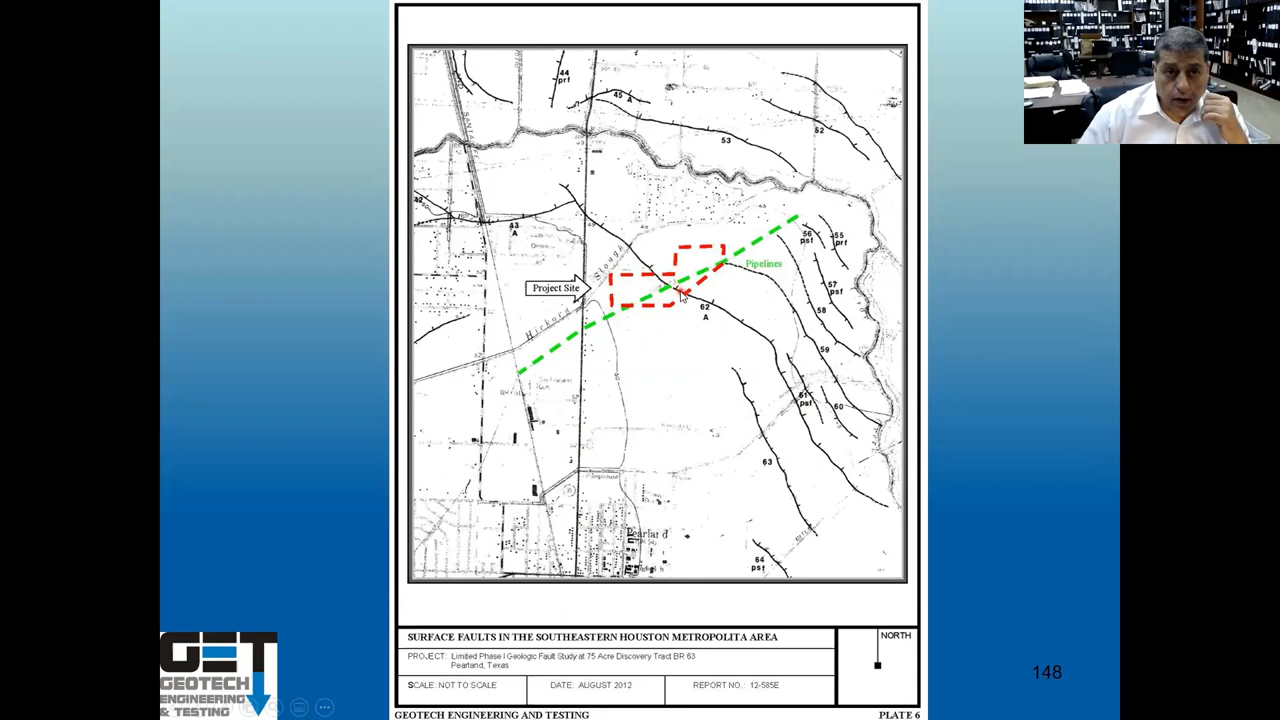 44
prf
45
A
53
52
42
43
A
SANTA
56
psf
55
prf
Slough
Pipelines
57
psf
Project Site
62
A
58
Hickory
59
61
psf
60
63
Pearland
64
psf
SURFACE FAULTS IN THE SOUTHEASTERN HOUSTON METROPOLITA AREA
NORTH
PROJECT: Limited Phase I Geologic Fault Study at 75 Acre Discovery Tract BR 63
Pearland, Texas
SCALE: NOT TO SCALE
DATE: AUGUST 2012
REPORT NO.: 12-585E
GEOTECH ENGINEERING AND TESTING
PLATE 6
148
GET
GEOTECH
ENGINEERING
& TESTING